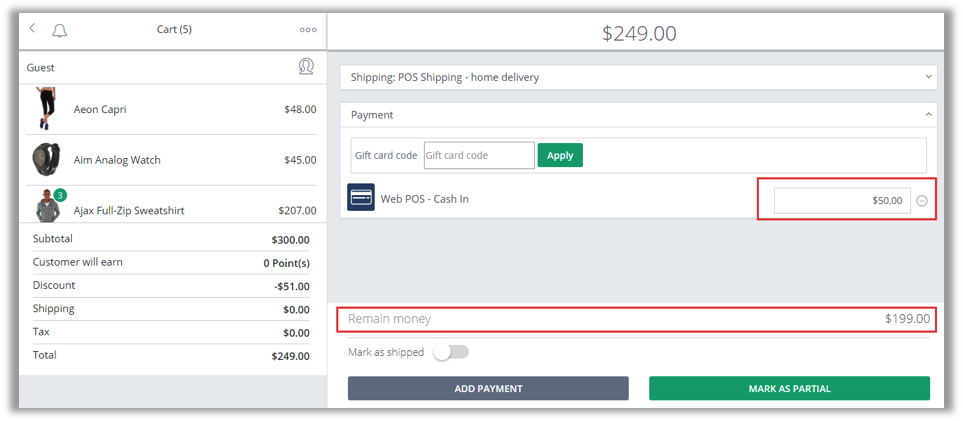 Cart (5)
$249.00
Guest
Aeon Capri $48.00
Aim Analog Watch $45.00
3
Ajax Full-Zip Sweatshirt $207.00
Subtotal $300.00
Customer will earn 0 Point(s)
Discount -$51.00
Shipping $0.00
Tax $0.00
Total $249.00
Shipping: POS Shipping - home delivery
Payment
Gift card code Gift card code Apply
Web POS - Cash In $50.00
Remain money $199.00
Mark as shipped
ADD PAYMENT MARK AS PARTIAL